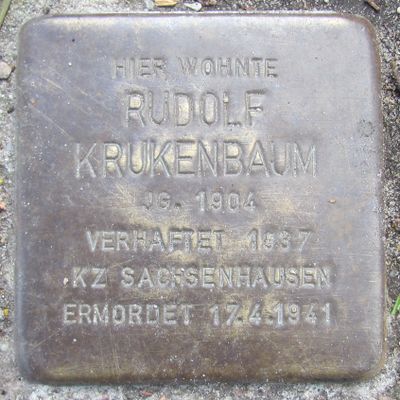 HIER WOHNTE
RUDOLF
KRUKENBAUM
JG. 1904
VERHAFTET 1937
KZ SACHSENHAUSEN
ERMORDET 17.4.1941